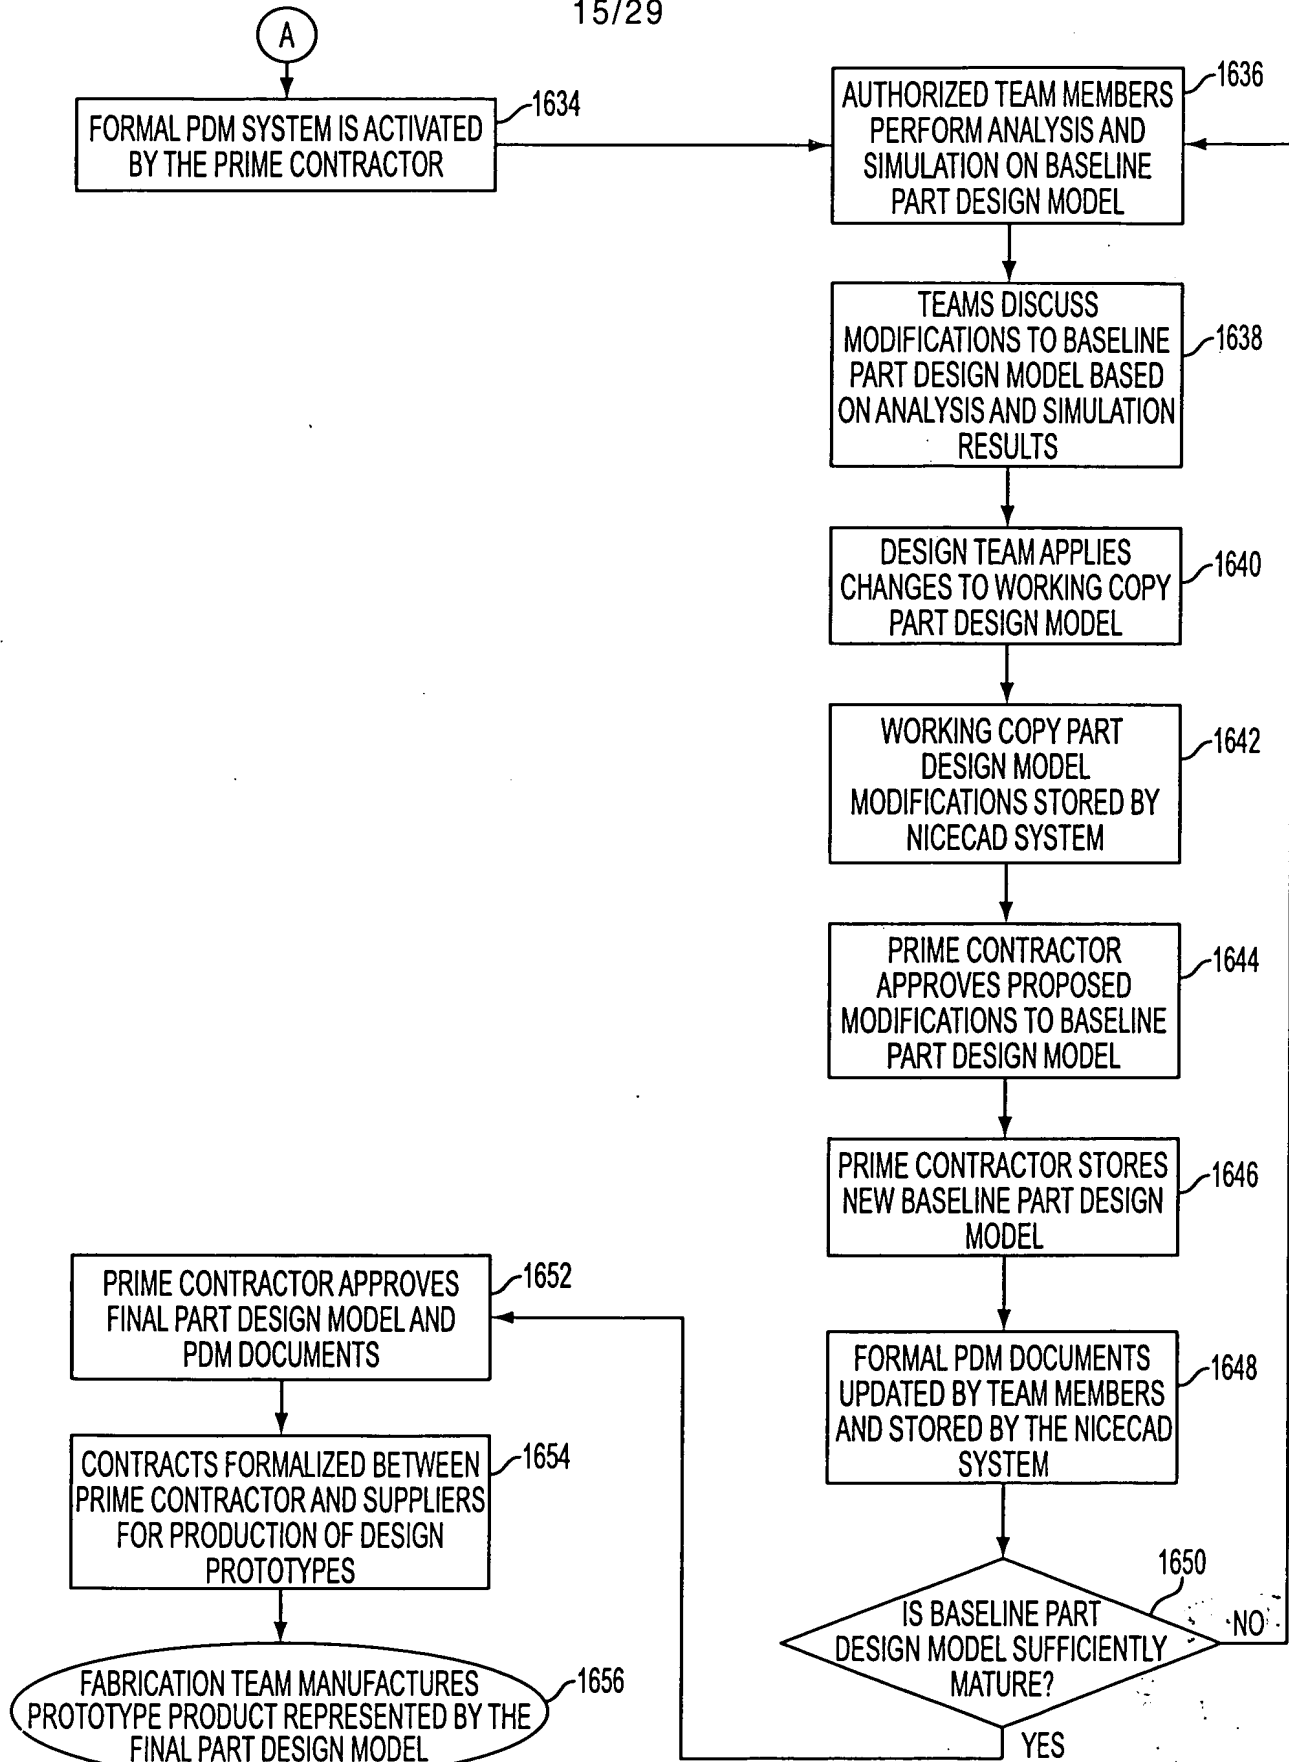 15/29
A
FORMAL PDM SYSTEM IS ACTIVATED
BY THE PRIME CONTRACTOR
1634
AUTHORIZED TEAM MEMBERS
PERFORM ANALYSIS AND
SIMULATION ON BASELINE
PART DESIGN MODEL
1636
TEAMS DISCUSS
MODIFICATIONS TO BASELINE
PART DESIGN MODEL BASED
ON ANALYSIS AND SIMULATION
RESULTS
1638
DESIGN TEAM APPLIES
CHANGES TO WORKING COPY
PART DESIGN MODEL
1640
WORKING COPY PART
DESIGN MODEL
MODIFICATIONS STORED BY
NICECAD SYSTEM
1642
PRIME CONTRACTOR
APPROVES PROPOSED
MODIFICATIONS TO BASELINE
PART DESIGN MODEL
1644
PRIME CONTRACTOR STORES
NEW BASELINE PART DESIGN
MODEL
1646
FORMAL PDM DOCUMENTS
UPDATED BY TEAM MEMBERS
AND STORED BY THE NICECAD
SYSTEM
1648
IS BASELINE PART
DESIGN MODEL SUFFICIENTLY
MATURE?
1650
NO
YES
PRIME CONTRACTOR APPROVES
FINAL PART DESIGN MODEL AND
PDM DOCUMENTS
1652
CONTRACTS FORMALIZED BETWEEN
PRIME CONTRACTOR AND SUPPLIERS
FOR PRODUCTION OF DESIGN
PROTOTYPES
1654
FABRICATION TEAM MANUFACTURES
PROTOTYPE PRODUCT REPRESENTED BY THE
FINAL PART DESIGN MODEL
1656